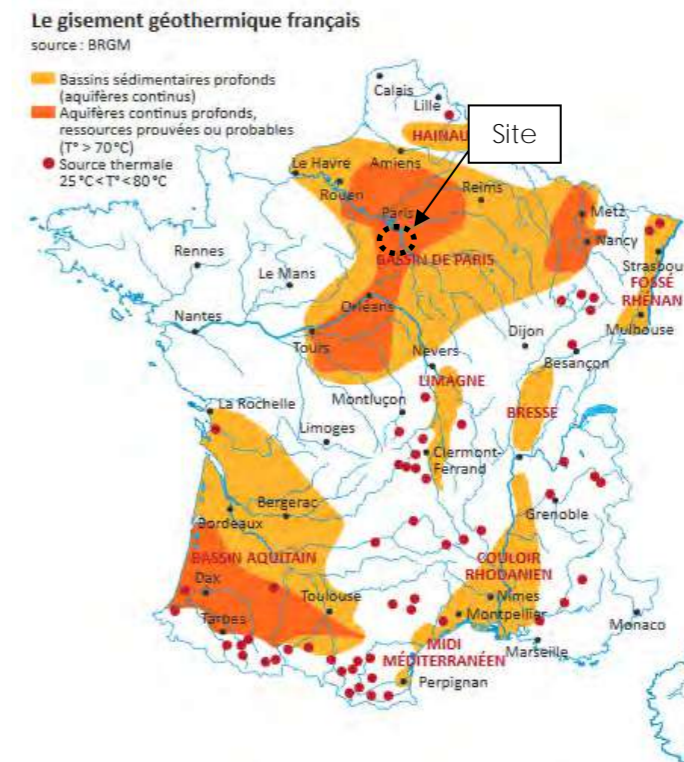 Le gisement géothermique français
source : BRGM
Bassins sédimentaires profonds
(aquifères continus)
Aquifères continus profonds,
ressources prouvées ou probables
(T° > 70 °C)
Source thermale
25 °C < T° < 80 °C
Calais
Lille
HAINAU
Site
Le Havre
Amiens
Rouen
Reims
Paris
Metz
Nancy
Strasbou
BASSIN DE PARIS
FOSSÉ
RHÉNAN
Rennes
Le Mans
Orléans
Nantes
Tours
Dijon
Mulhouse
Besançon
Nevers
LIMAGNE
BRESSE
La Rochelle
Montluçon
Limoges
Clermont-
Ferrand
Grenoble
Bergerac
Bordeaux
BASSIN AQUITAIN
COULOIR
RHODANIEN
Dax
Toulouse
Nîmes
Montpellier
Tarbes
Monaco
Marseille
MIDI
MÉDITERRANÉEN
Perpignan